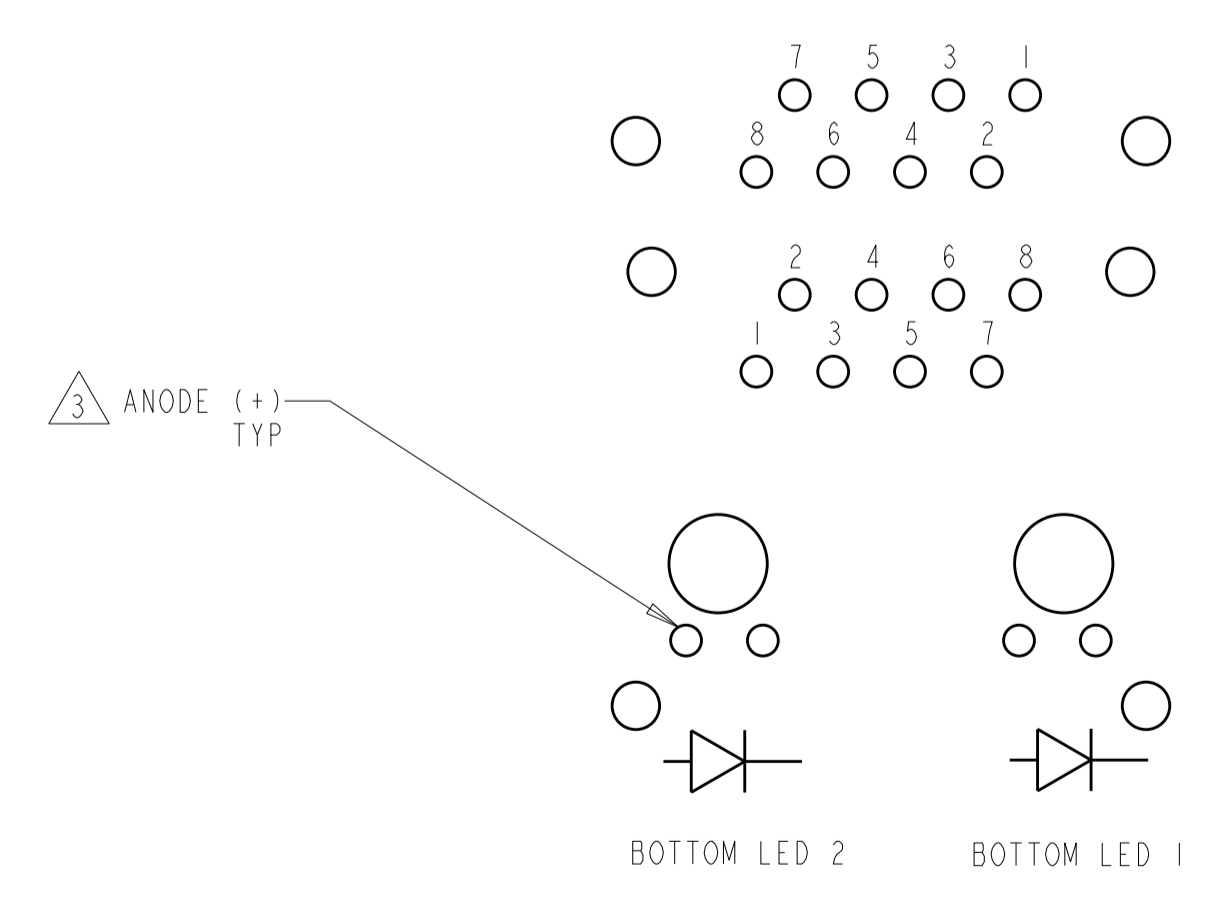 7 5 3 1
8 6 4 2
2 4 6 8
1 3 5 7
3 ANODE (+)
TYP
BOTTOM LED 2
BOTTOM LED 1